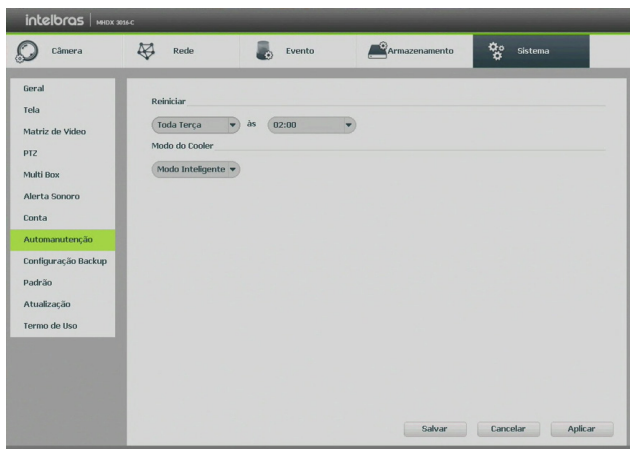 intelbras | MHDX 3016-C
Câmera Rede Evento Armazenamento Sistema
Geral
Tela
Matriz de Vídeo
PTZ
Multi Box
Alerta Sonoro
Conta
Automanutenção
Configuração Backup
Padrão
Atualização
Termo de Uso
Reiniciar
Toda Terça às 02:00
Modo do Cooler
Modo Inteligente
Salvar Cancelar Aplicar